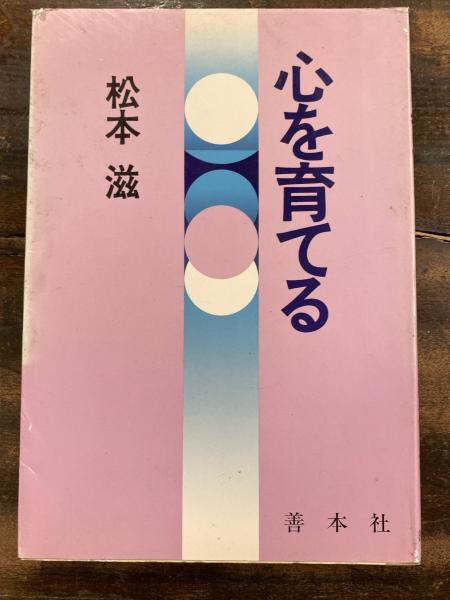 心を育てる
松本 滋
善本社